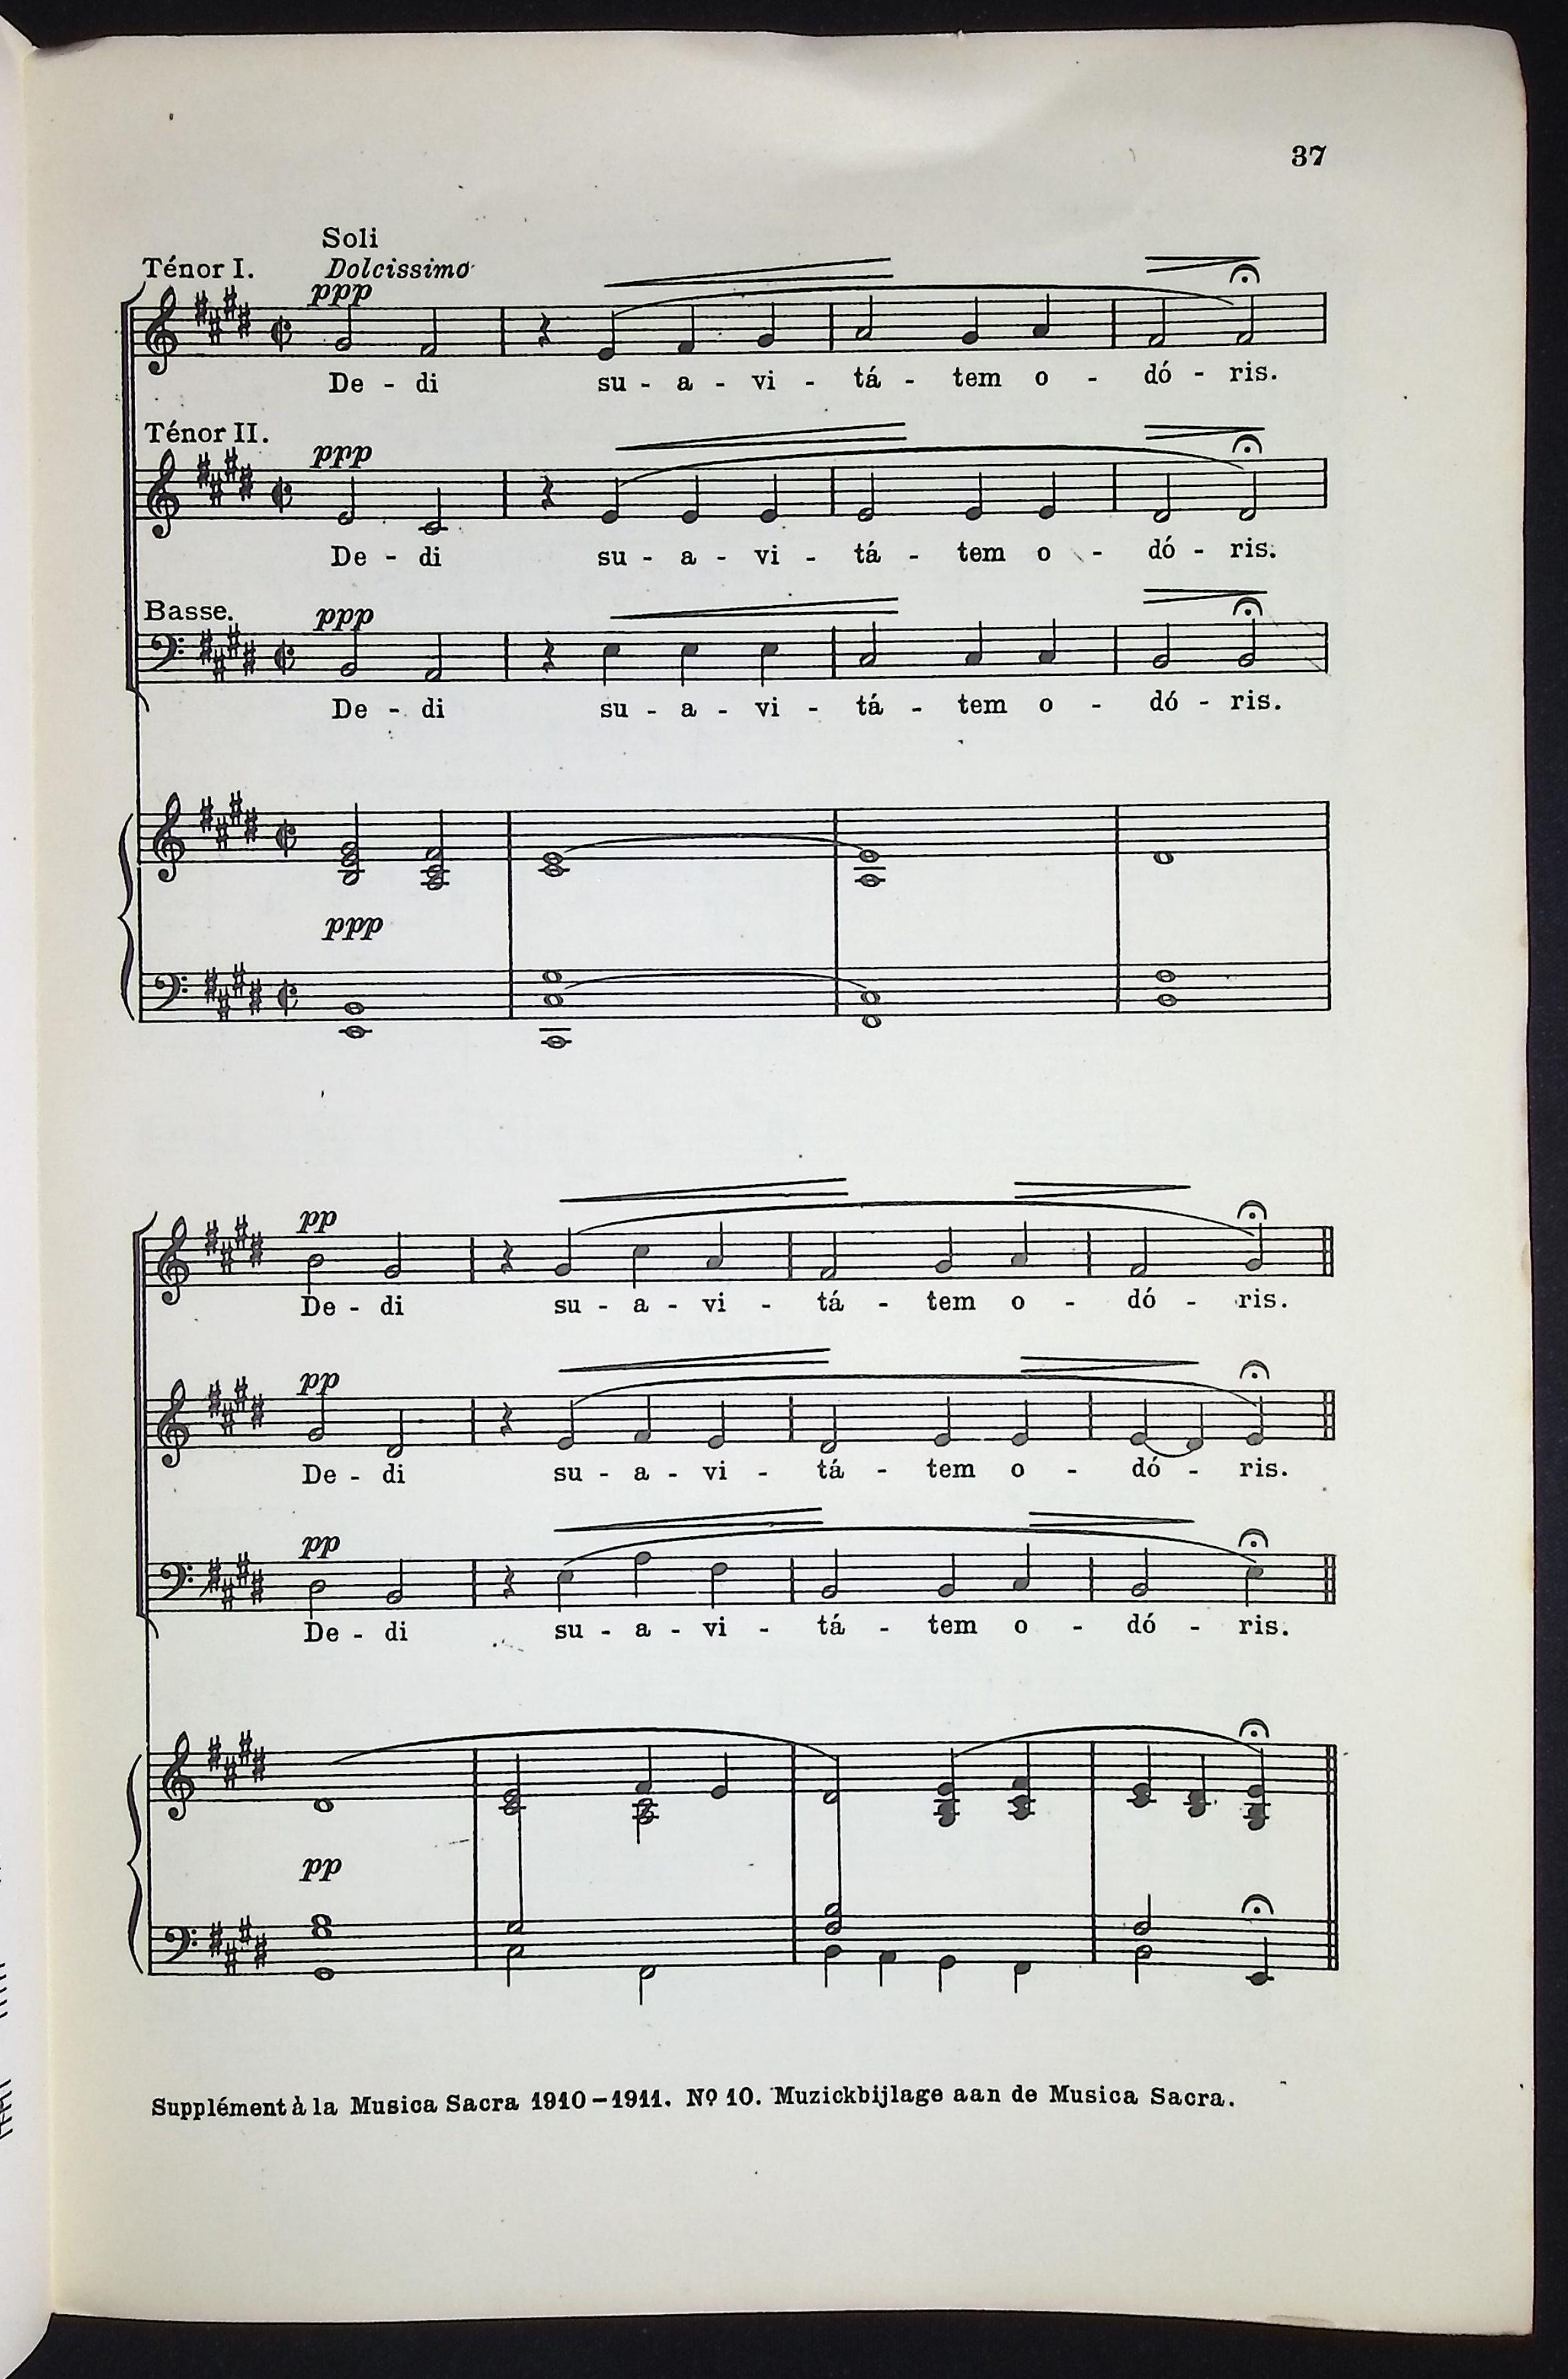 37
Soli
Ténor I. Dolcissimo
ppp
De - di su - a - vi - tá - tem o - dó - ris.
Ténor II.
ppp
De - di su - a - vi - tá - tem o - dó - ris.
Basse.
ppp
De - di su - a - vi - tá - tem o - dó - ris.
ppp
pp
De - di su - a - vi - tá - tem o - dó - ris.
pp
De - di su - a - vi - tá - tem o - dó - ris.
pp
De - di su - a - vi - tá - tem o - dó - ris.
pp
Supplément à la Musica Sacra 1910-1911. Nº 10. Muzickbijlage aan de Musica Sacra.